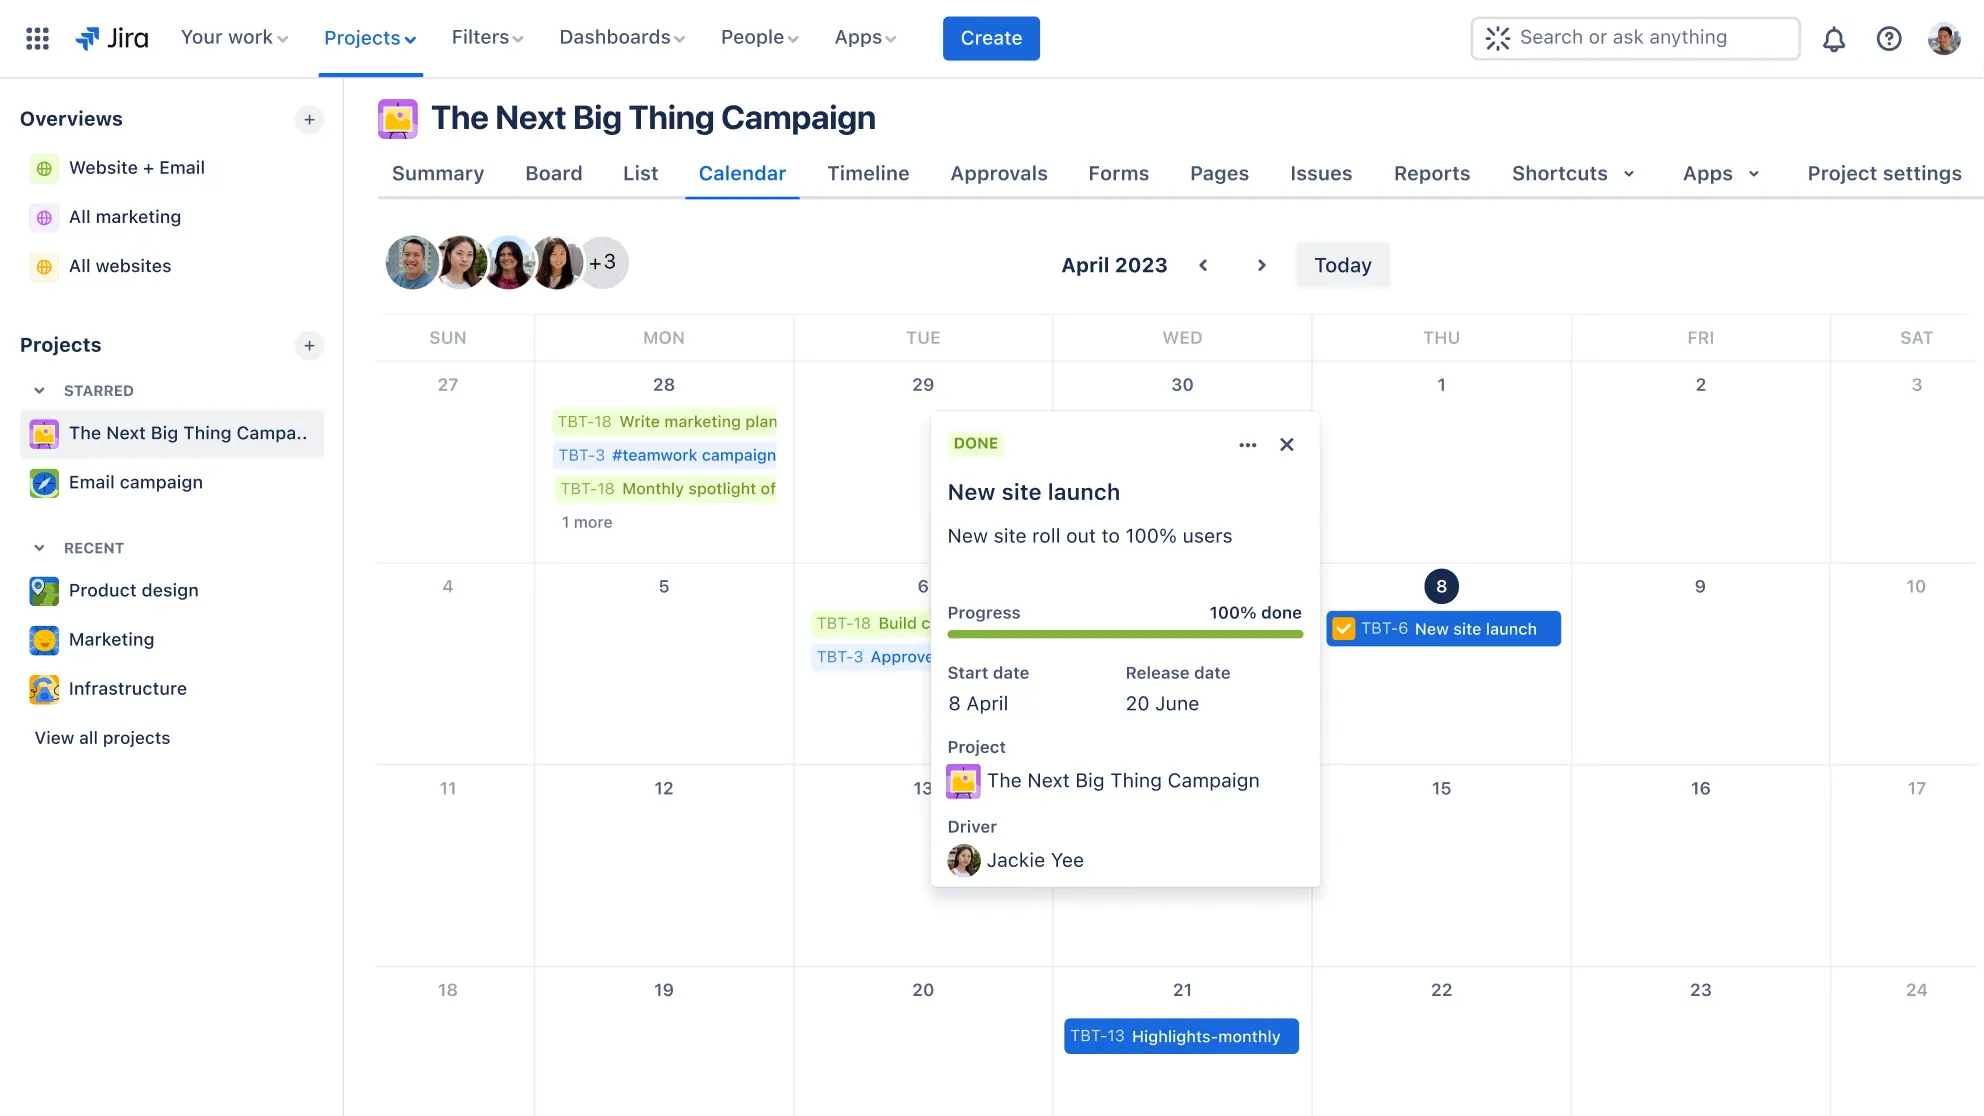 Jira Your work Projects Filters Dashboards People Apps Create Search or ask anything
Overviews
Website + Email
All marketing
All websites
Projects
STARRED
The Next Big Thing Campa..
Email campaign
RECENT
Product design
Marketing
Infrastructure
View all projects
The Next Big Thing Campaign
Summary Board List Calendar Timeline Approvals Forms Pages Issues Reports Shortcuts Apps Project settings
+3 April 2023 Today
SUN MON TUE WED THU FRI SAT
27 28 29 30 1 2 3
TBT-18 Write marketing plan
TBT-3 #teamwork campaign
TBT-18 Monthly spotlight of
1 more
4 5 6 8 9 10
TBT-18 Build c
TBT-3 Approve
TBT-6 New site launch
DONE
New site launch
New site roll out to 100% users
Progress 100% done
Start date Release date
8 April 20 June
Project
The Next Big Thing Campaign
Driver
Jackie Yee
11 12 13 15 16 17
18 19 20 21 22 23 24
TBT-13 Highlights-monthly